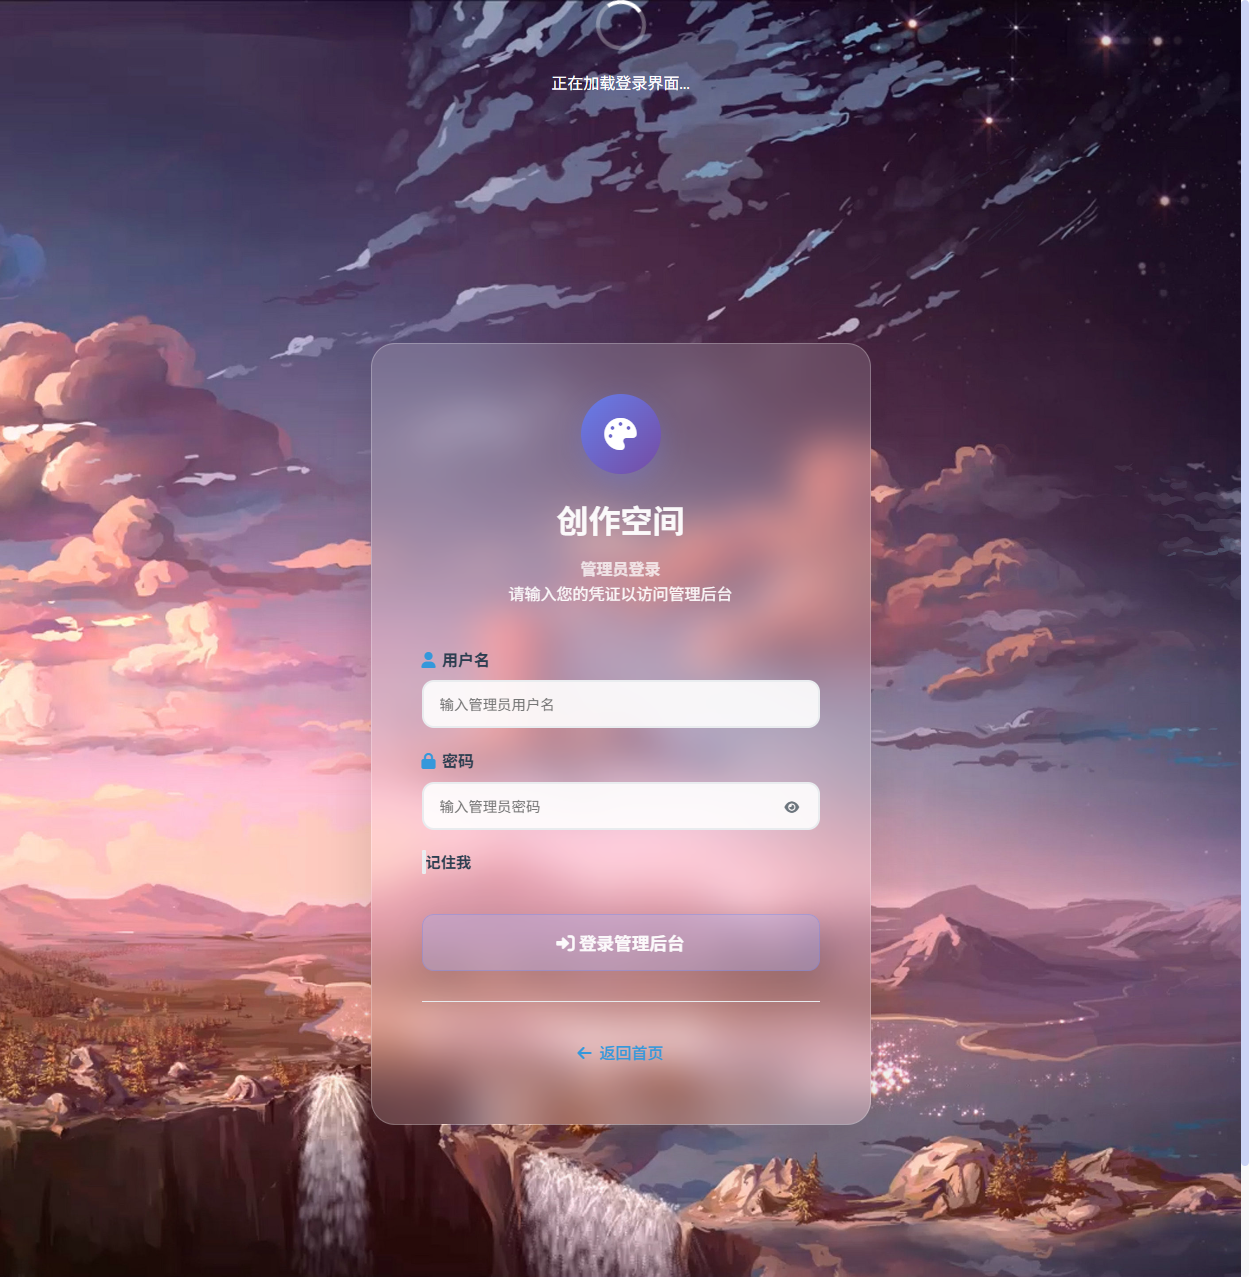 正在加载登录界面...
创作空间
管理员登录
请输入您的凭证以访问管理后台
用户名
输入管理员用户名
密码
输入管理员密码
记住我
登录管理后台
返回首页